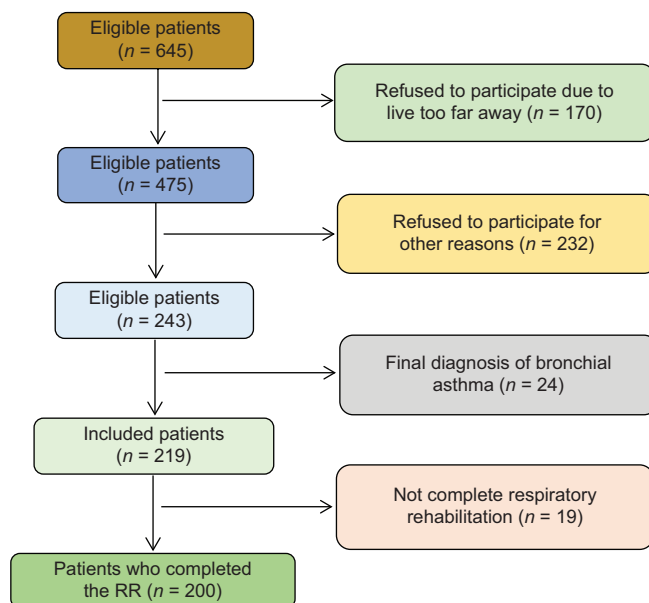 Eligible patients
(n = 645)
Refused to participate due to
live too far away (n = 170)
Eligible patients
(n = 475)
Refused to participate for
other reasons (n = 232)
Eligible patients
(n = 243)
Final diagnosis of bronchial
asthma (n = 24)
Included patients
(n = 219)
Not complete respiratory
rehabilitation (n = 19)
Patients who completed
the RR (n = 200)